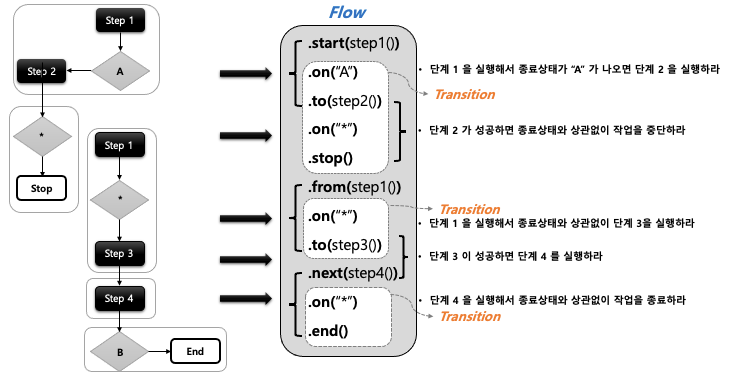 Flow
Step 1
A
Step 2
*
Stop
Step 1
*
Step 3
Step 4
B
End
.start(step1())
.on(“A”)
.to(step2())
.on(“*”)
.stop()
.from(step1())
.on(“*”)
.to(step3())
.next(step4())
.on(“*”)
.end()
• 단계 1 을 실행해서 종료상태가 “A” 가 나오면 단계 2 을 실행하라
Transition
• 단계 2 가 성공하면 종료상태와 상관없이 작업을 중단하라
Transition
• 단계 1 을 실행해서 종료상태와 상관없이 단계 3을 실행하라
• 단계 3 이 성공하면 단계 4 를 실행하라
• 단계 4 을 실행해서 종료상태와 상관없이 작업을 종료하라
Transition